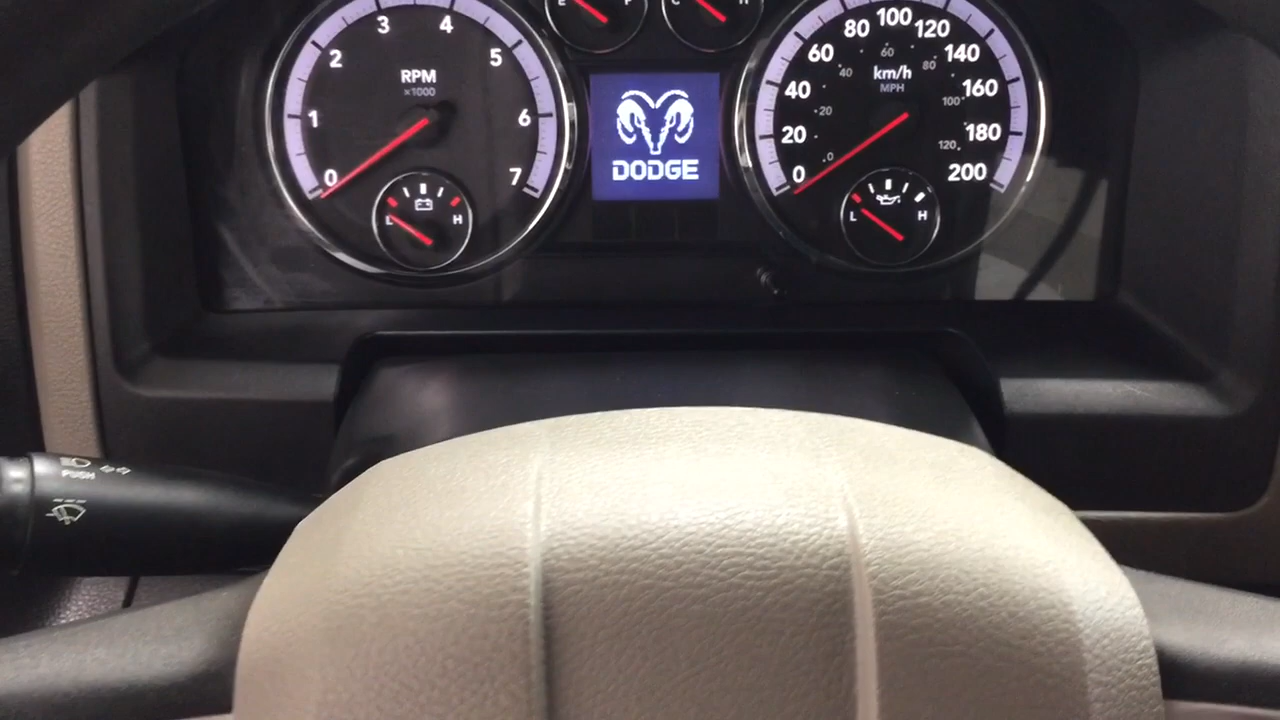 E F
C H
3 4
2 5
RPM
×1000
1 6
0 7
L H
DODGE
80 100 120
60 60 140
km/h
80
40 40 MPH 160
20 100
20 180
120
0 0 200
L H
PUSH